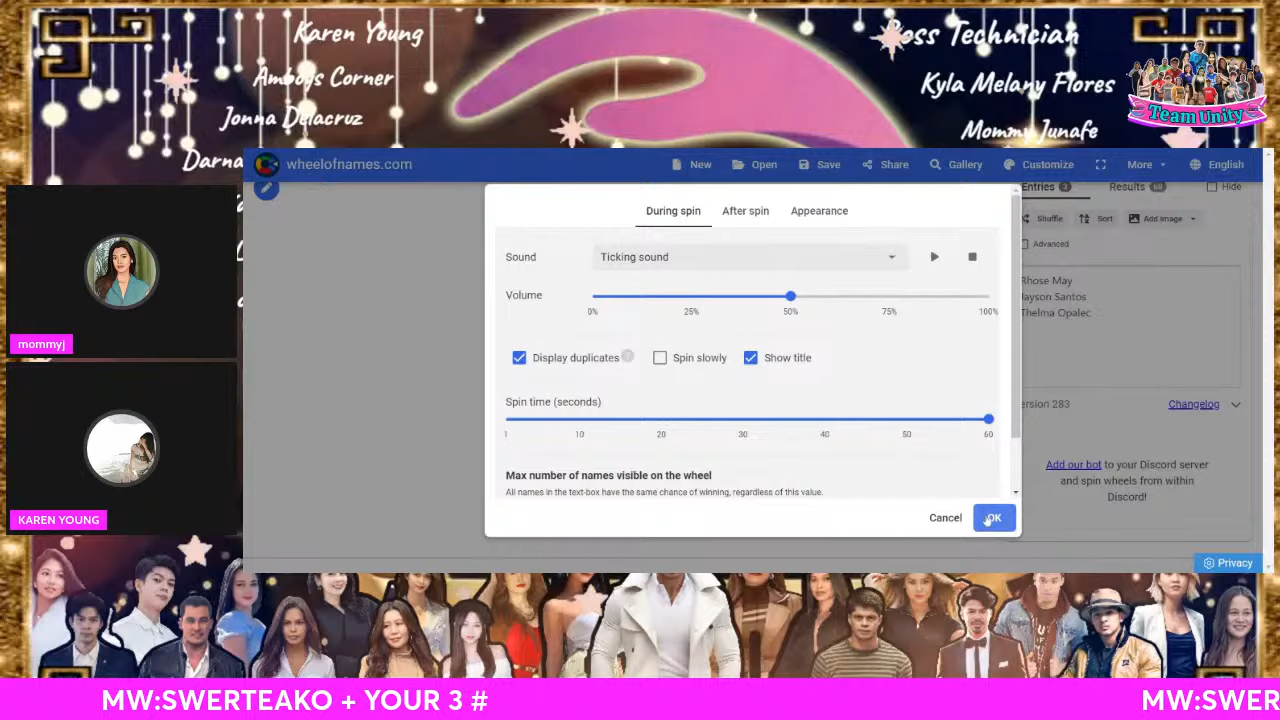 Karen Young
Amboys Corner
Jonna Delacruz
Darna
Boss Technician
Kyla Melany Flores
Mommy Junafe
Team Unity
wheelofnames.com
New
Open
Save
Share
Gallery
Customize
More
English
Entries 3
Results 68
Hide
Shuffle
Sort
Add image
Advanced
Rhose May
Jayson Santos
Thelma Opalec
During spin
After spin
Appearance
Sound
Ticking sound
Volume
0% 25% 50% 75% 100%
Display duplicates
Spin slowly
Show title
Spin time (seconds)
1 10 20 30 40 50 60
Max number of names visible on the wheel
All names in the text-box have the same chance of winning, regardless of this value.
Cancel
OK
ersion 283
Changelog
Add our bot to your Discord server
and spin wheels from within
Discord!
Privacy
mommyj
KAREN YOUNG
MW:SWERTEAKO + YOUR 3 #
MW:SWER